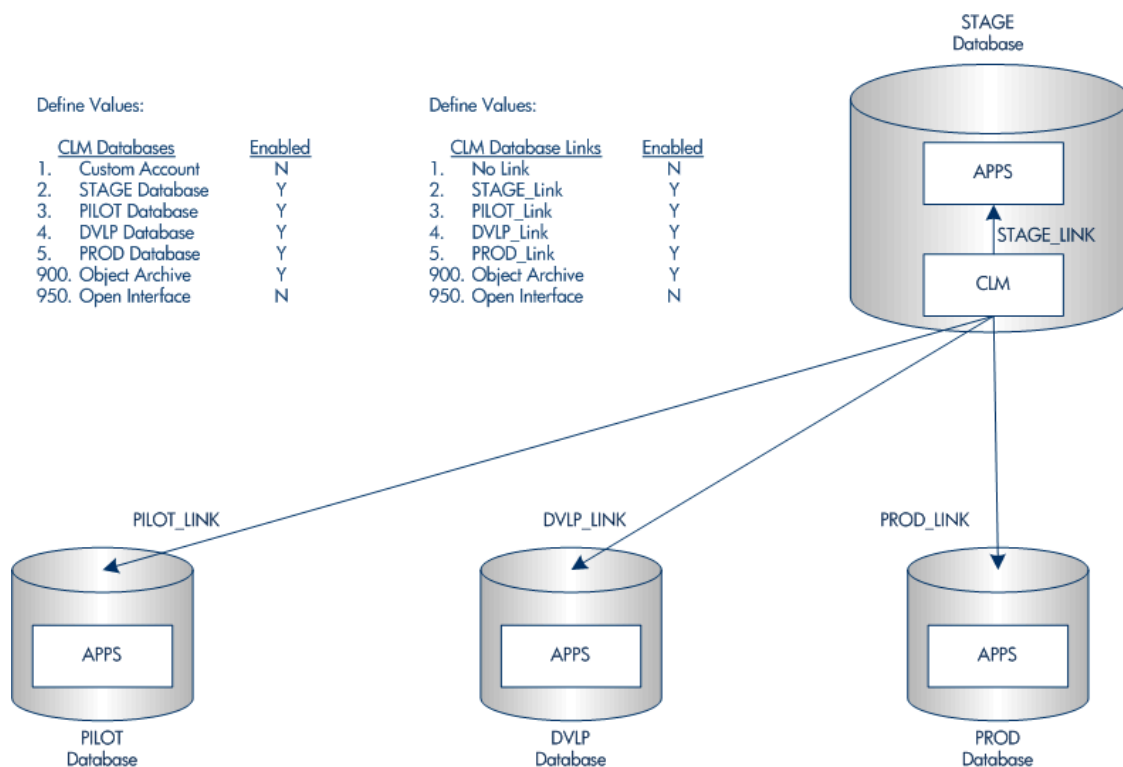 STAGE
Database
Define Values:
CLM Databases Enabled
1. Custom Account N
2. STAGE Database Y
3. PILOT Database Y
4. DVLP Database Y
5. PROD Database Y
900. Object Archive Y
950. Open Interface N
Define Values:
CLM Database Links Enabled
1. No Link N
2. STAGE_Link Y
3. PILOT_Link Y
4. DVLP_Link Y
5. PROD_Link Y
900. Object Archive Y
950. Open Interface N
APPS
STAGE_LINK
CLM
PILOT_LINK
DVLP_LINK
PROD_LINK
APPS
APPS
APPS
PILOT
Database
DVLP
Database
PROD
Database